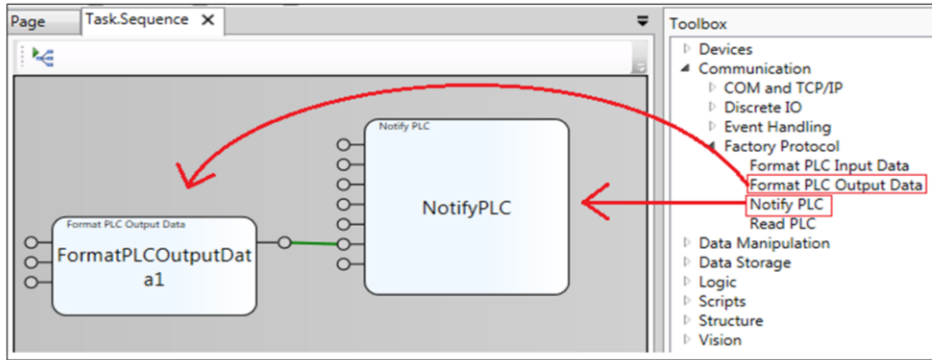 Page
Task.Sequence X
Format PLC Output Data
FormatPLCOutputDat
a1
Notify PLC
NotifyPLC
Toolbox
Devices
Communication
COM and TCP/IP
Discrete IO
Event Handling
Factory Protocol
Format PLC Input Data
Format PLC Output Data
Notify PLC
Read PLC
Data Manipulation
Data Storage
Logic
Scripts
Structure
Vision